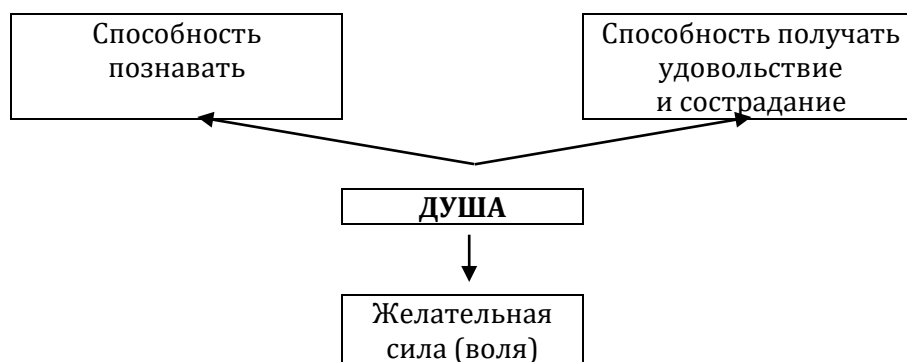 Способность
познавать
Способность получать
удовольствие
и сострадание
ДУША
Желательная
сила (воля)